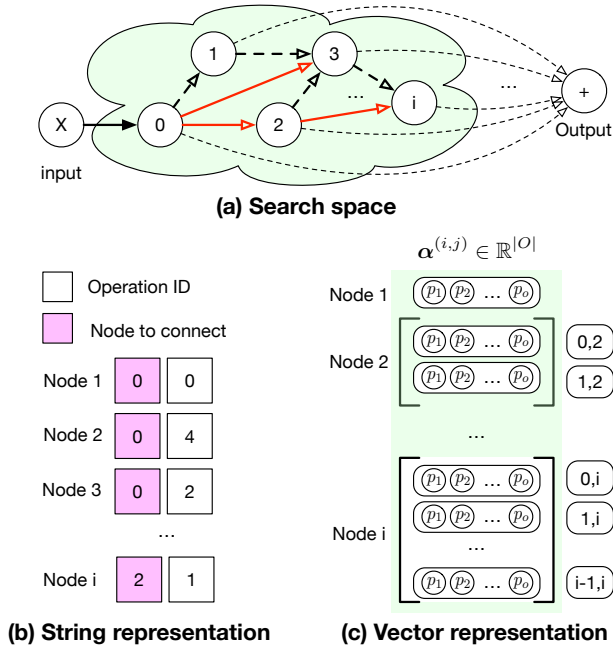 1
3
...
...
X
0
2
i
+
input
Output
(a) Search space
α^(i,j) ∈ ℝ^|O|
Operation ID
Node to connect
Node 1 0 0
Node 2 0 4
Node 3 0 2
...
Node i 2 1
(b) String representation
Node 1 p1 p2 ... po
Node 2
p1 p2 ... po 0,2
p1 p2 ... po 1,2
...
Node i
p1 p2 ... po 0,i
p1 p2 ... po 1,i
...
p1 p2 ... po i-1,i
(c) Vector representation